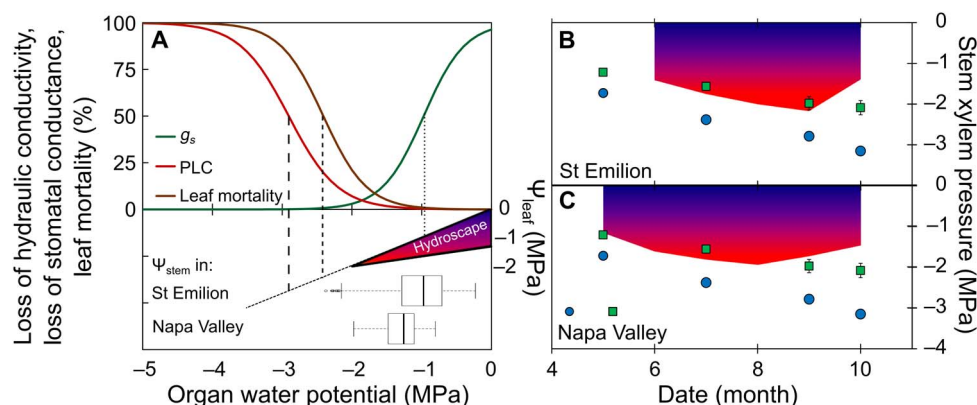 Loss of hydraulic conductivity,
loss of stomatal conductance,
leaf mortality (%)
100
75
50
25
0
A
gs
PLC
Leaf mortality
Hydroscape
0
−1
−2
Ψleaf (MPa)
Ψstem in:
St Emilion
Napa Valley
−5 −4 −3 −2 −1 0
Organ water potential (MPa)
B
St Emilion
0
−1
−2
−3
C
Napa Valley
0
−1
−2
−3
−4
Stem xylem pressure (MPa)
4 6 8 10
Date (month)